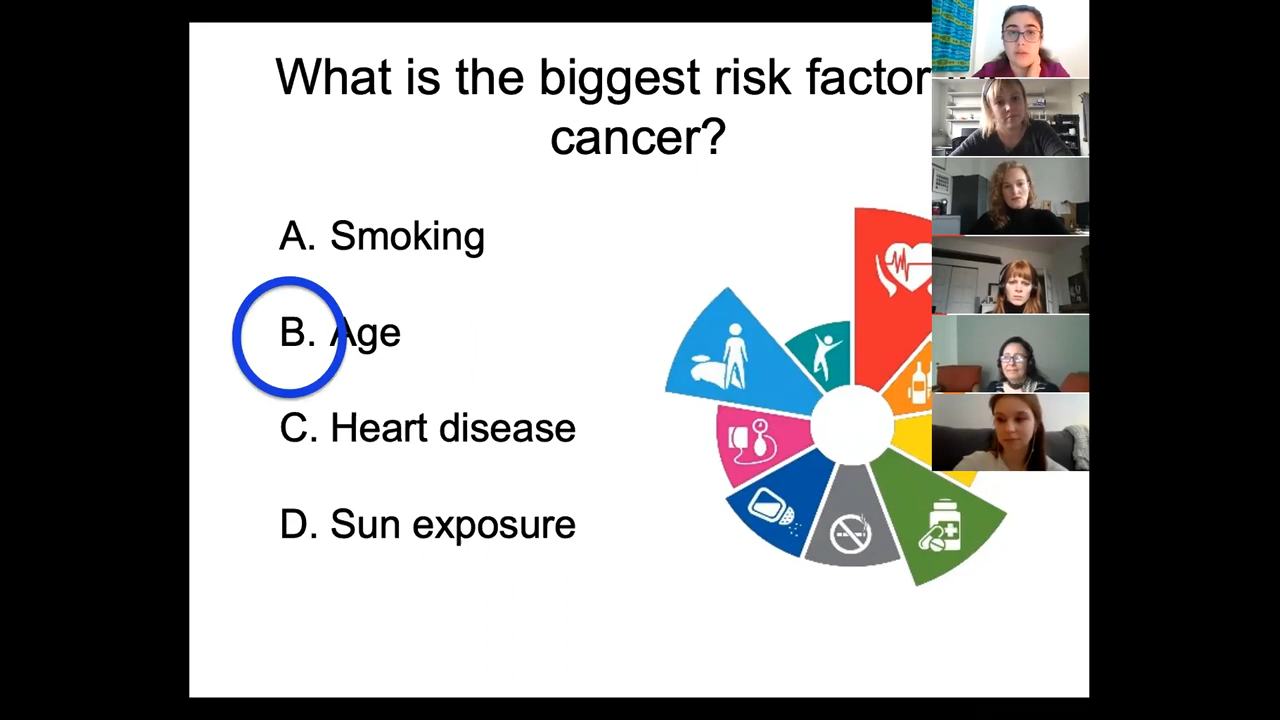 What is the biggest risk factor
cancer?
A. Smoking
B. Age
C. Heart disease
D. Sun exposure